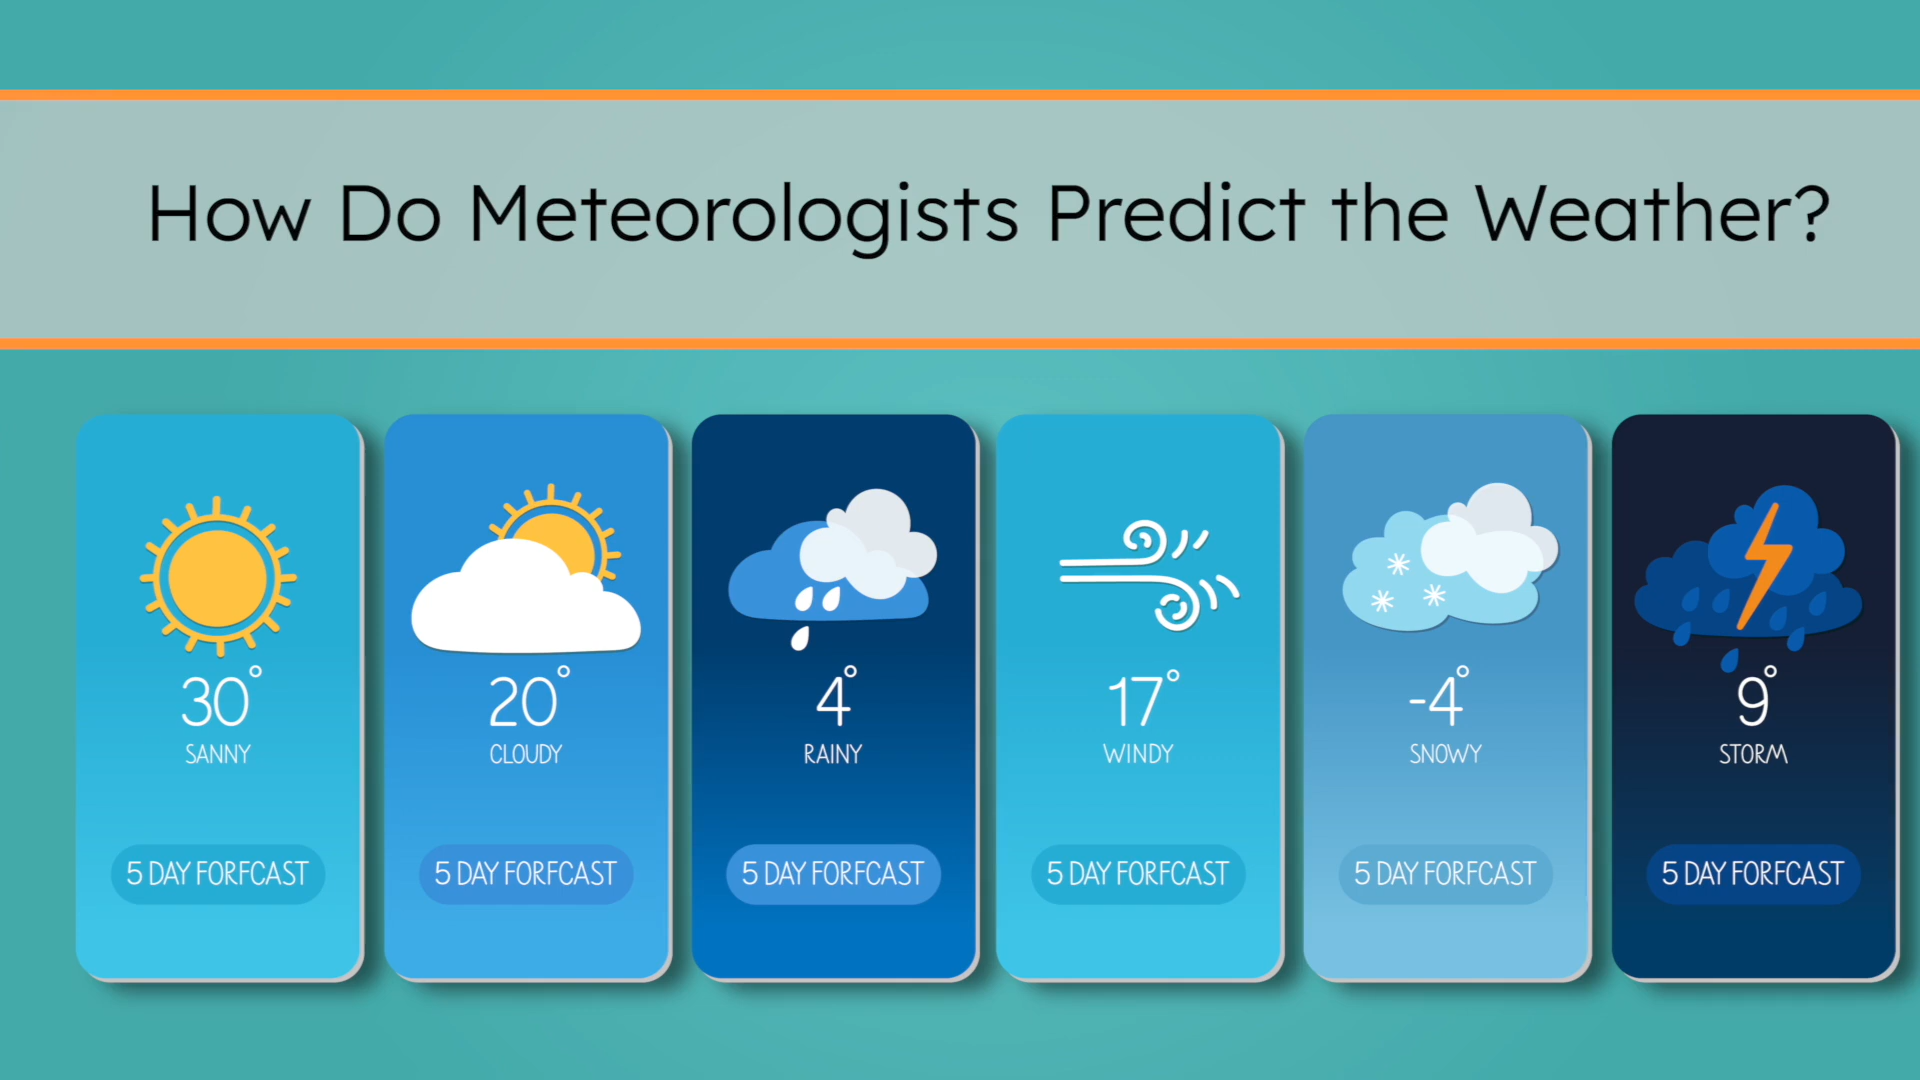 How Do Meteorologists Predict the Weather?
30°
SANNY
5 DAY FORFCAST
20°
CLOUDY
5 DAY FORFCAST
4°
RAINY
5 DAY FORFCAST
17°
WINDY
5 DAY FORFCAST
-4°
SNOWY
5 DAY FORFCAST
9°
STORM
5 DAY FORFCAST